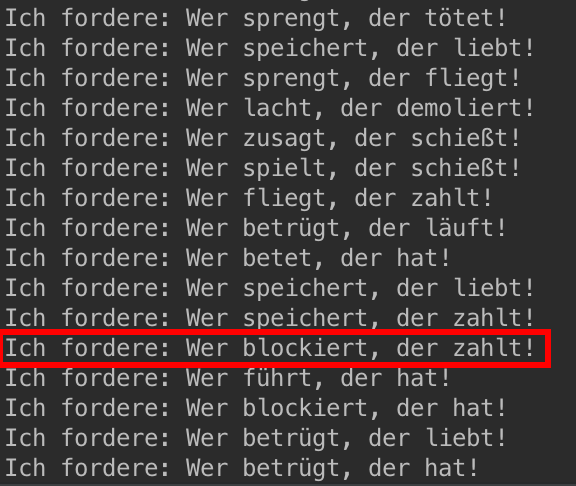 Ich fordere: Wer sprengt, der tötet!
Ich fordere: Wer speichert, der liebt!
Ich fordere: Wer sprengt, der fliegt!
Ich fordere: Wer lacht, der demoliert!
Ich fordere: Wer zusagt, der schießt!
Ich fordere: Wer spielt, der schießt!
Ich fordere: Wer fliegt, der zahlt!
Ich fordere: Wer betrügt, der läuft!
Ich fordere: Wer betet, der hat!
Ich fordere: Wer speichert, der liebt!
Ich fordere: Wer speichert, der zahlt!
Ich fordere: Wer blockiert, der zahlt!
Ich fordere: Wer führt, der hat!
Ich fordere: Wer blockiert, der hat!
Ich fordere: Wer betrügt, der liebt!
Ich fordere: Wer betrügt, der hat!